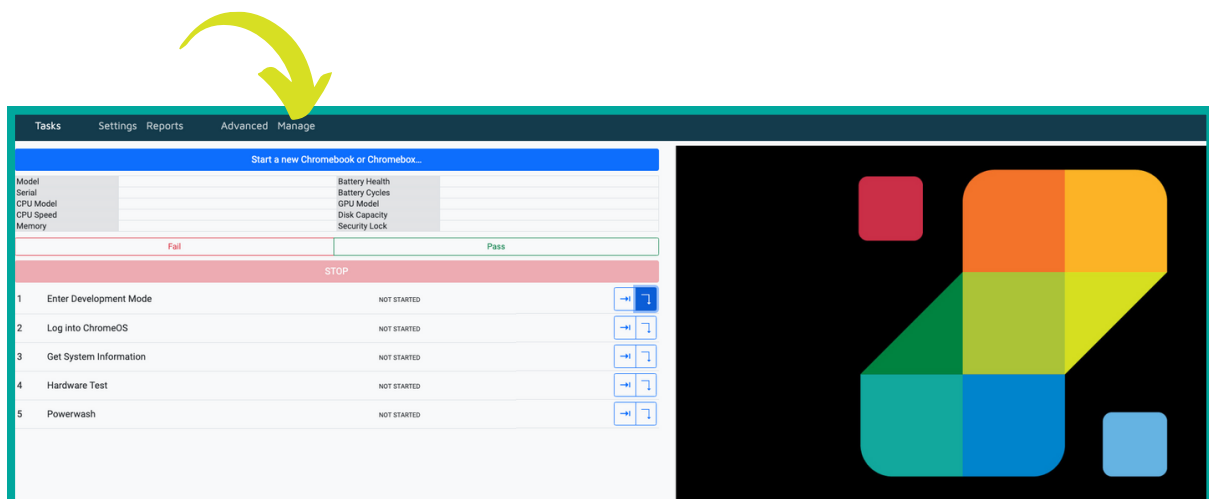 Tasks Settings Reports Advanced Manage
Start a new Chromebook or Chromebox...
Model Battery Health
Serial Battery Cycles
CPU Model GPU Model
CPU Speed Disk Capacity
Memory Security Lock
Fail Pass
STOP
1 Enter Development Mode NOT STARTED
2 Log into ChromeOS NOT STARTED
3 Get System Information NOT STARTED
4 Hardware Test NOT STARTED
5 Powerwash NOT STARTED